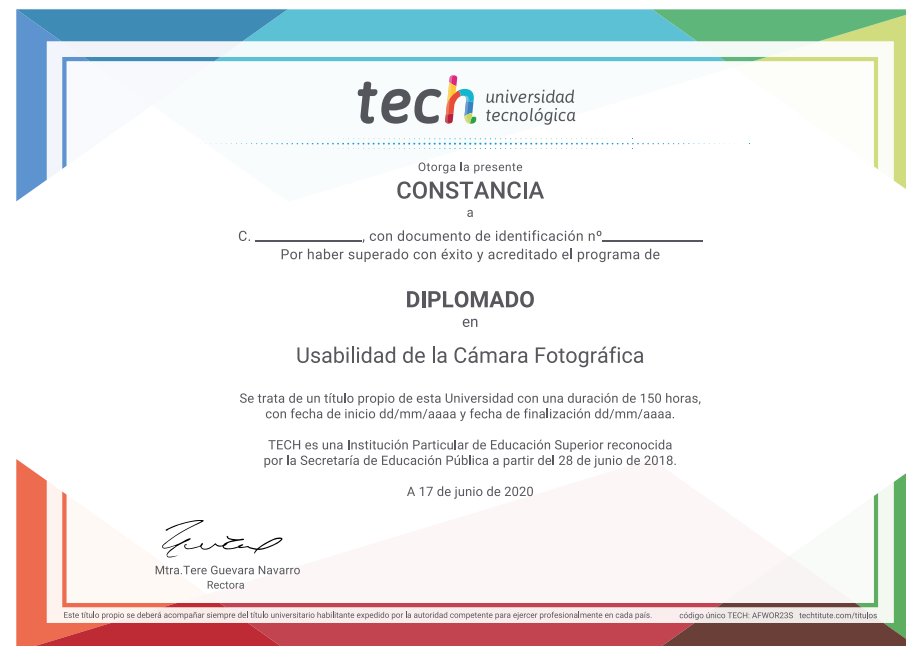 tech universidad
tecnológica
Otorga la presente
CONSTANCIA
a
C. ____________, con documento de identificación nº____________
Por haber superado con éxito y acreditado el programa de
DIPLOMADO
en
Usabilidad de la Cámara Fotográfica
Se trata de un título propio de esta Universidad con una duración de 150 horas,
con fecha de inicio dd/mm/aaaa y fecha de finalización dd/mm/aaaa.
TECH es una Institución Particular de Educación Superior reconocida
por la Secretaría de Educación Pública a partir del 28 de junio de 2018.
A 17 de junio de 2020
Mtra.Tere Guevara Navarro
Rectora
Este título propio se deberá acompañar siempre del título universitario habilitante expedido por la autoridad competente para ejercer profesionalmente en cada país. código único TECH: AFWOR23S techtitute.com/titulos